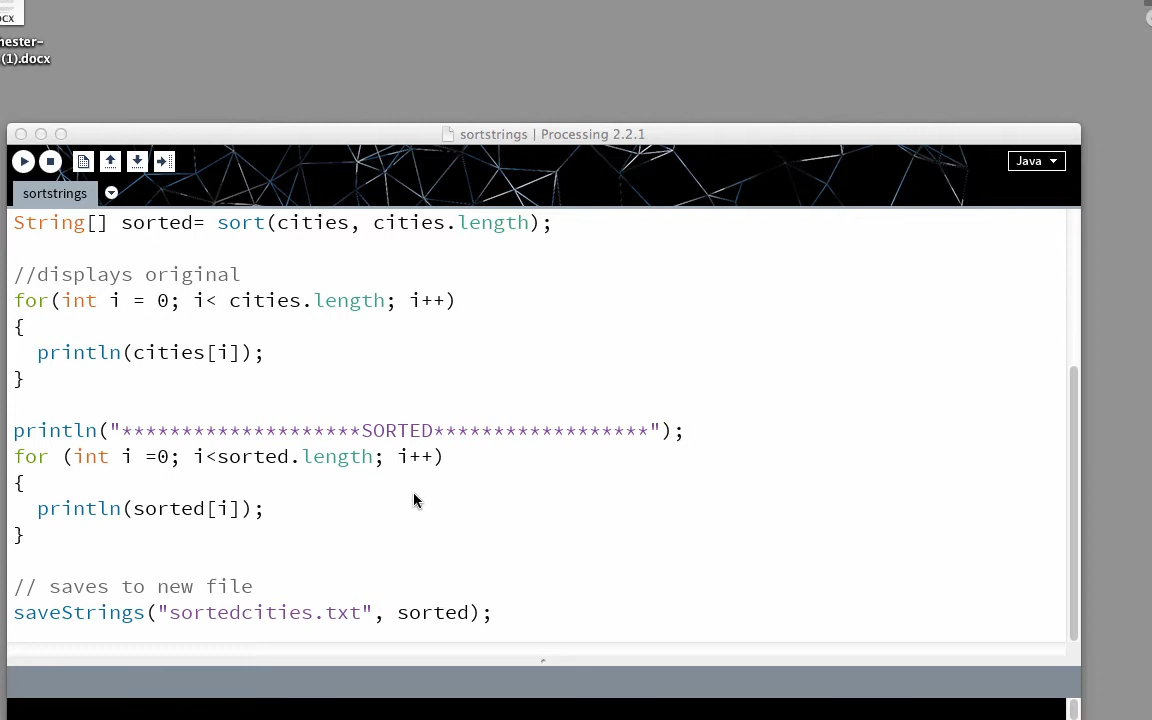 OCX
nester-
(1).docx
sortstrings | Processing 2.2.1
Java
sortstrings
String[] sorted= sort(cities, cities.length);
//displays original
for(int i = 0; i< cities.length; i++)
{
println(cities[i]);
}
println("********************SORTED******************");
for (int i =0; i<sorted.length; i++)
{
println(sorted[i]);
}
// saves to new file
saveStrings("sortedcities.txt", sorted);